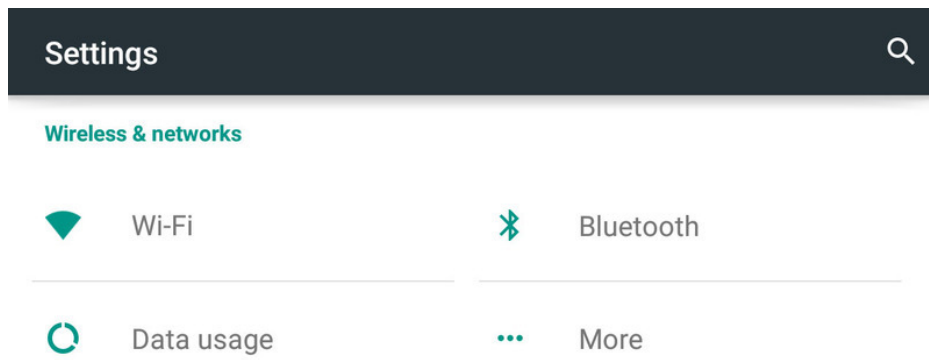 Settings
Wireless & networks
Wi-Fi
Bluetooth
Data usage
More